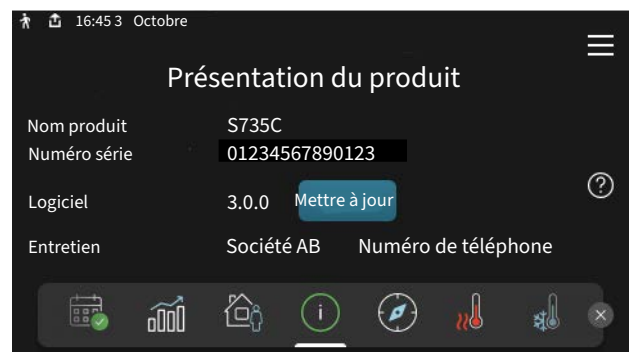 16:45 3 Octobre
Présentation du produit
Nom produit S735C
Numéro série 01234567890123
Logiciel 3.0.0 Mettre à jour
Entretien Société AB Numéro de téléphone